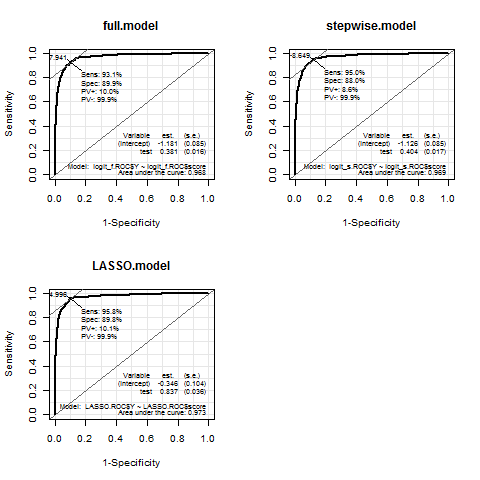 full.model
1.0
0.8
0.6
0.4
0.2
0.0
Sensitivity
7.941
Sens: 93.1%
Spec: 89.9%
PV+: 10.0%
PV-: 99.9%
Variable est. (s.e.)
(Intercept) -1.181 (0.085)
test 0.381 (0.016)
Model: logit_f.ROC$Y ~ logit_f.ROC$score
Area under the curve: 0.968
0.0 0.2 0.4 0.6 0.8 1.0
1-Specificity
stepwise.model
1.0
0.8
0.6
0.4
0.2
0.0
Sensitivity
8.649
Sens: 95.0%
Spec: 88.0%
PV+: 8.6%
PV-: 99.9%
Variable est. (s.e.)
(Intercept) -1.126 (0.085)
test 0.404 (0.017)
Model: logit_s.ROC$Y ~ logit_s.ROC$score
Area under the curve: 0.969
0.0 0.2 0.4 0.6 0.8 1.0
1-Specificity
LASSO.model
1.0
0.8
0.6
0.4
0.2
0.0
Sensitivity
4.996
Sens: 95.8%
Spec: 89.8%
PV+: 10.1%
PV-: 99.9%
Variable est. (s.e.)
(Intercept) -0.346 (0.104)
test 0.837 (0.036)
Model: LASSO.ROC$Y ~ LASSO.ROC$score
Area under the curve: 0.973
0.0 0.2 0.4 0.6 0.8 1.0
1-Specificity